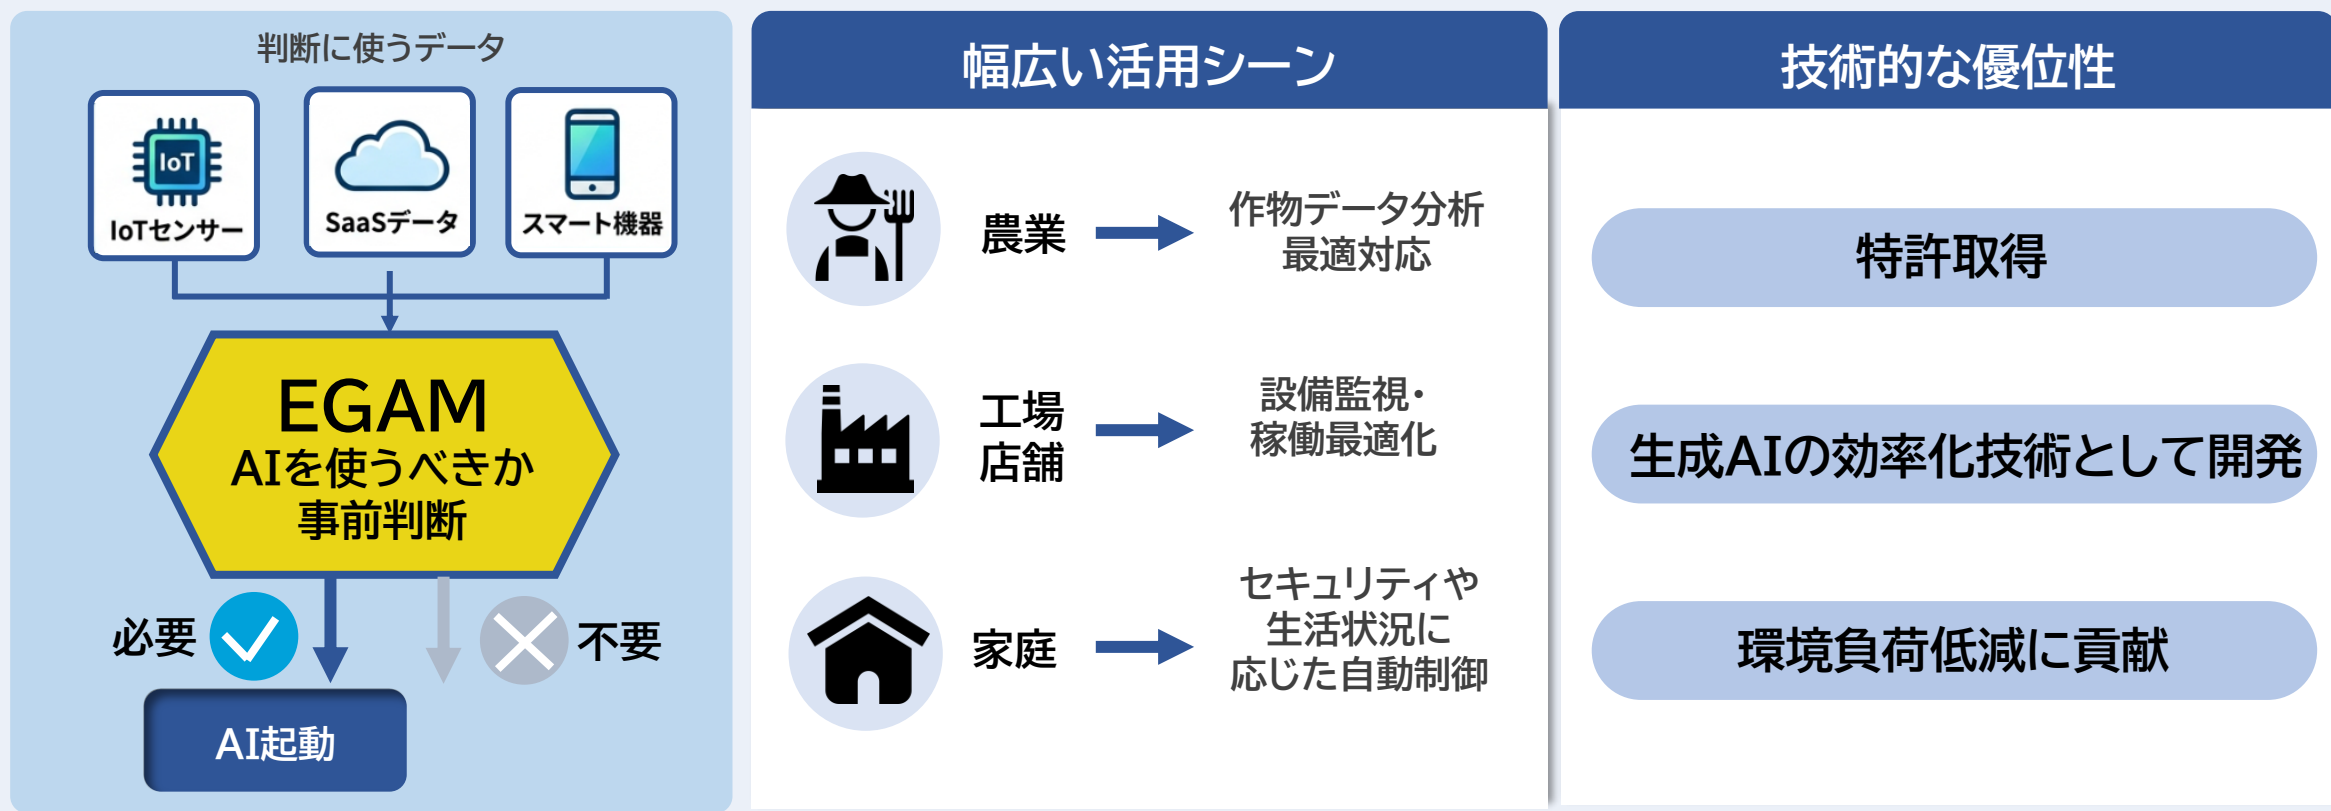 判断に使うデータ
IoT
IoTセンサー
SaaSデータ
スマート機器
EGAM
AIを使うべきか
事前判断
必要
不要
AI起動
幅広い活用シーン
農業
作物データ分析
最適対応
工場
店舗
設備監視・
稼働最適化
家庭
セキュリティや
生活状況に
応じた自動制御
技術的な優位性
特許取得
生成AIの効率化技術として開発
環境負荷低減に貢献